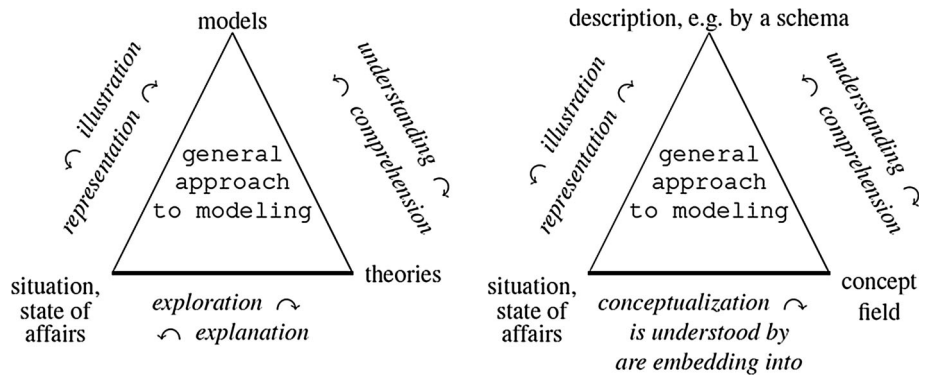 models
illustration
representation
understanding
comprehension
general
approach
to modeling
situation,
state of
affairs
theories
exploration
explanation
description, e.g. by a schema
illustration
representation
understanding
comprehension
general
approach
to modeling
situation,
state of
affairs
concept
field
conceptualization
is understood by
are embedding into